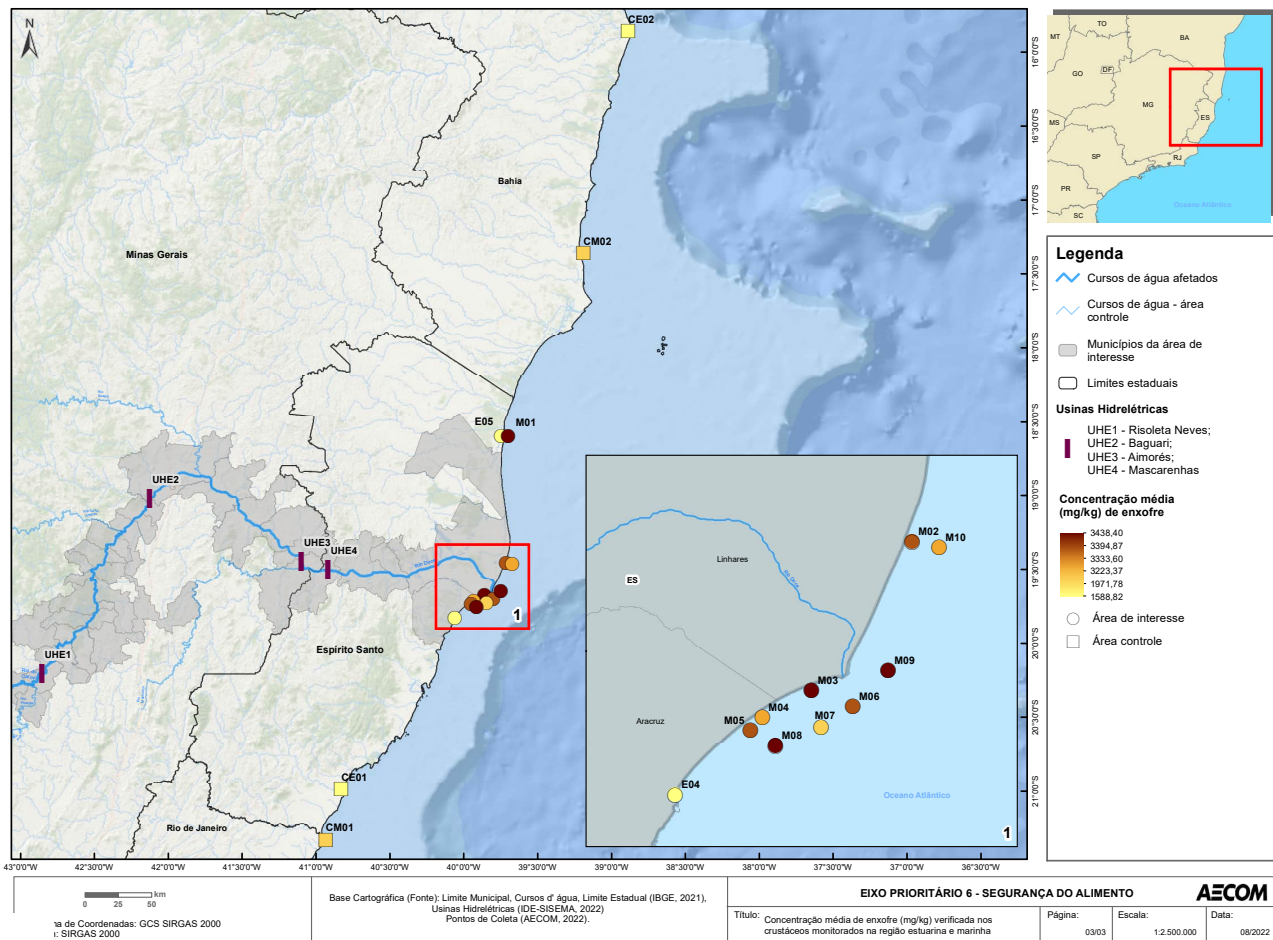 N
CE02
Bahia
CM02
Minas Gerais
E05
M01
UHE2
UHE3
UHE4
UHE1
Rio Doce
1
Espírito Santo
CE01
Rio de Janeiro
CM01
16°0'0"S
16°30'0"S
17°0'0"S
17°30'0"S
18°0'0"S
18°30'0"S
19°0'0"S
19°30'0"S
20°0'0"S
20°30'0"S
21°0'0"S
43°0'0"W
42°30'0"W
42°0'0"W
41°30'0"W
41°0'0"W
40°30'0"W
40°0'0"W
39°30'0"W
39°0'0"W
38°30'0"W
38°0'0"W
37°30'0"W
37°0'0"W
36°30'0"W
M02
M10
Linhares
ES
Rio Doce
M09
M03
M06
M04
M07
M05
Aracruz
M08
E04
Oceano Atlântico
1
TO
MT
BA
GO
DF
MG
MS
ES
SP
RJ
PR
SC
Oceano Atlântico
Legenda
Cursos de água afetados
Cursos de água - área
controle
Municípios da área de
interesse
Limites estaduais
Usinas Hidrelétricas
UHE1 - Risoleta Neves;
UHE2 - Baguari;
UHE3 - Aimorés;
UHE4 - Mascarenhas
Concentração média
(mg/kg) de enxofre
3438,40
3394,87
3333,60
3223,37
1971,78
1588,82
Área de interesse
Área controle
km
0 25 50
na de Coordenadas: GCS SIRGAS 2000
: SIRGAS 2000
Base Cartográfica (Fonte): Limite Municipal, Cursos d' água, Limite Estadual (IBGE, 2021),
Usinas Hidrelétricas (IDE-SISEMA, 2022)
Pontos de Coleta (AECOM, 2022).
EIXO PRIORITÁRIO 6 - SEGURANÇA DO ALIMENTO
AECOM
Título: Concentração média de enxofre (mg/kg) verificada nos
crustáceos monitorados na região estuarina e marinha
Página:
03/03
Escala:
1:2.500.000
Data:
08/2022